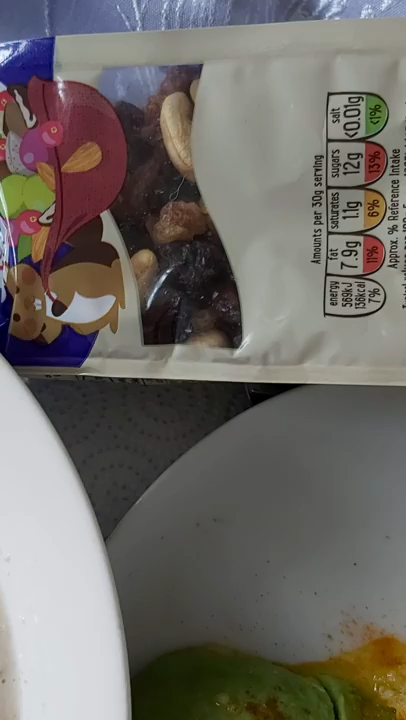 Amounts per 30g serving
energy 569kJ 136kcal 7%
fat 7.9g 11%
saturates 1.1g 6%
sugars 12g 13%
salt <0.01g <1%
Approx. % Reference Intake